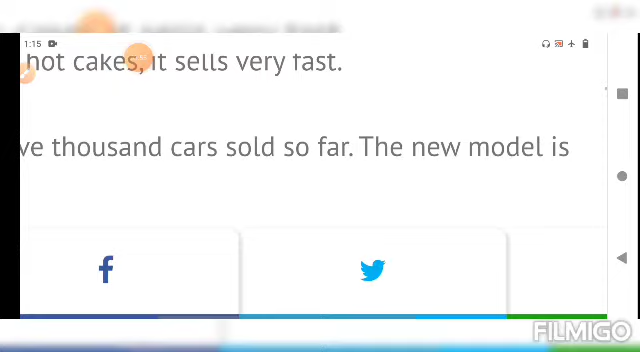 1:15
hot cakes, it sells very fast.
ve thousand cars sold so far. The new model is
FILMIGO